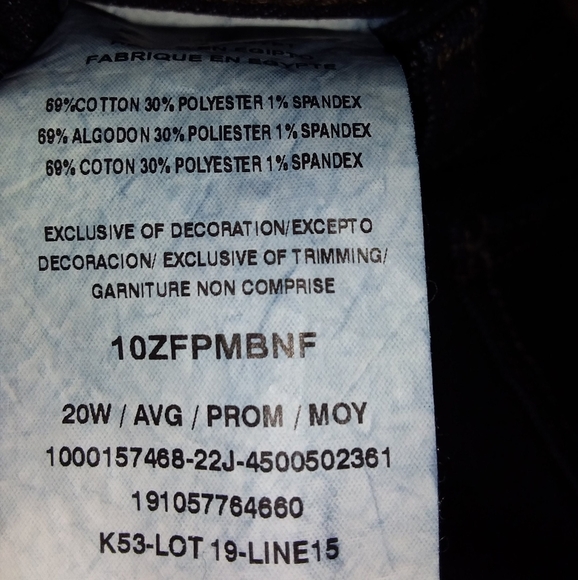 EN EGIPTO
FABRIQUE EN EGYPTE
69%COTTON 30% POLYESTER 1% SPANDEX
69% ALGODON 30% POLIESTER 1% SPANDEX
69% COTON 30% POLYESTER 1% SPANDEX
EXCLUSIVE OF DECORATION/EXCEPTO
DECORACION/ EXCLUSIVE OF TRIMMING/
GARNITURE NON COMPRISE
10ZFPMBNF
20W / AVG / PROM / MOY
1000157468-22J-4500502361
191057764660
K53-LOT 19-LINE15